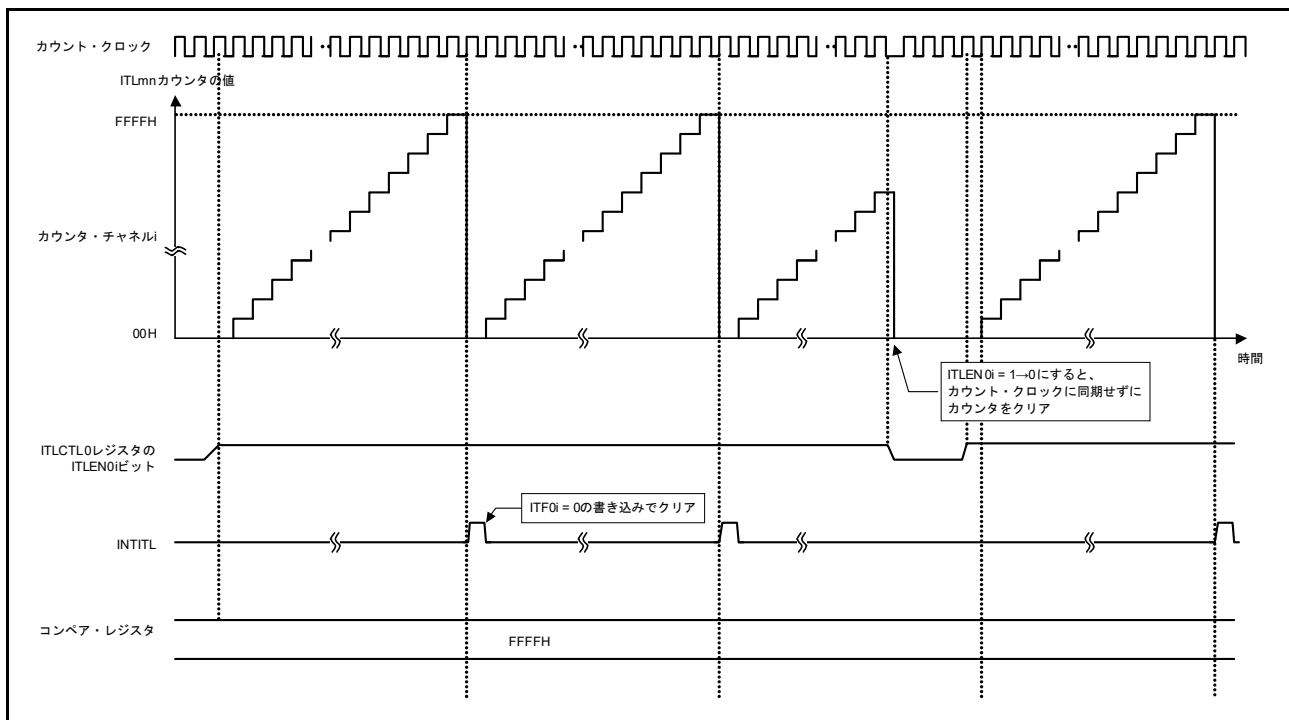 カウント・クロック
ITLmnカウンタの値
FFFFH
カウンタ・チャネルi
00H
時間
ITLEN0i = 1→0にすると、
カウント・クロックに同期せずに
カウンタをクリア
ITLCTL0レジスタの
ITLEN0iビット
ITF0i = 0の書き込みでクリア
INTITL
コンペア・レジスタ
FFFFH